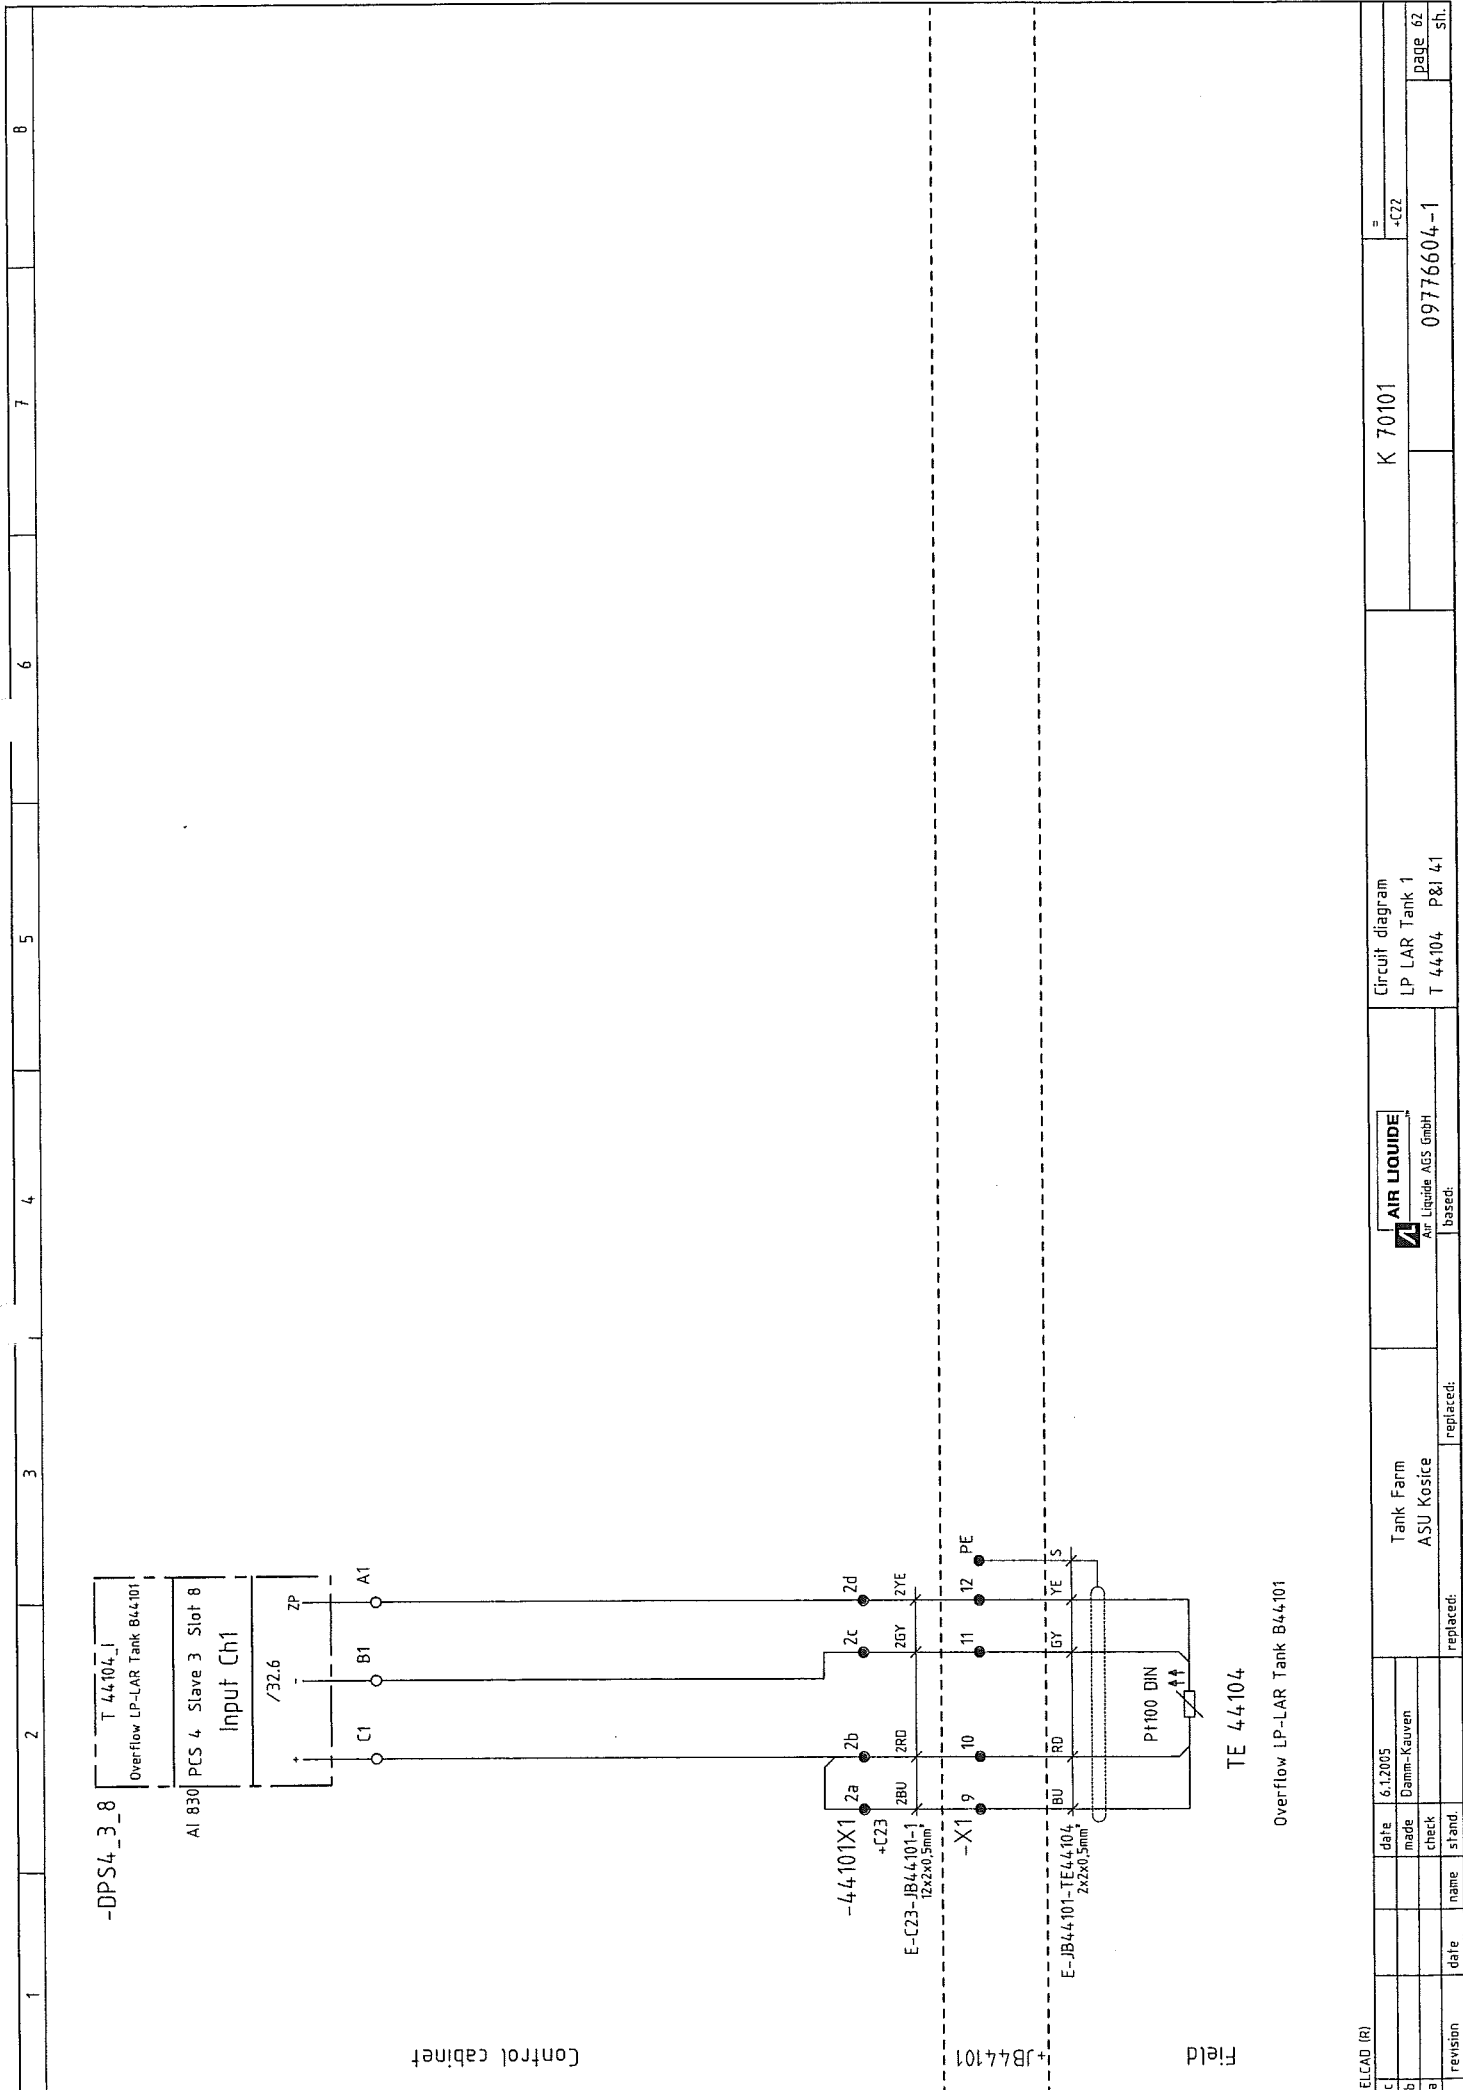 1
2
3
4
5
6
7
8
-DPS4_3_8
T 44104_I
Overflow LP-LAR Tank B44101
AI 830
PCS 4 Slave 3 Slot 8
Input Ch1
/32.6
+
-
ZP
C1
B1
A1
Control cabinet
-44101X1
+C23
2a
2b
2c
2d
E-C23-JB44101-1
12x2x0,5mm²
2BU
2RD
2GY
2YE
+JB44101
-X1
9
10
11
12
PE
E-JB44101-TE44104
2x2x0,5mm²
BU
RD
GY
YE
S
Field
Pt100 DIN
TE 44104
Overflow LP-LAR Tank B44101
ELCAD (R)
c
b
a
revision
date
name
date
6.1.2005
made
Damm-Kauven
check
stand.
Tank Farm
ASU Kosice
replaced:
replaced:
AIR LIQUIDE
™
Air Liquide AGS GmbH
based:
Circuit diagram
LP LAR Tank 1
T 44104 P&I 41
K 70101
=
+C22
09776604-1
page 62
sh.